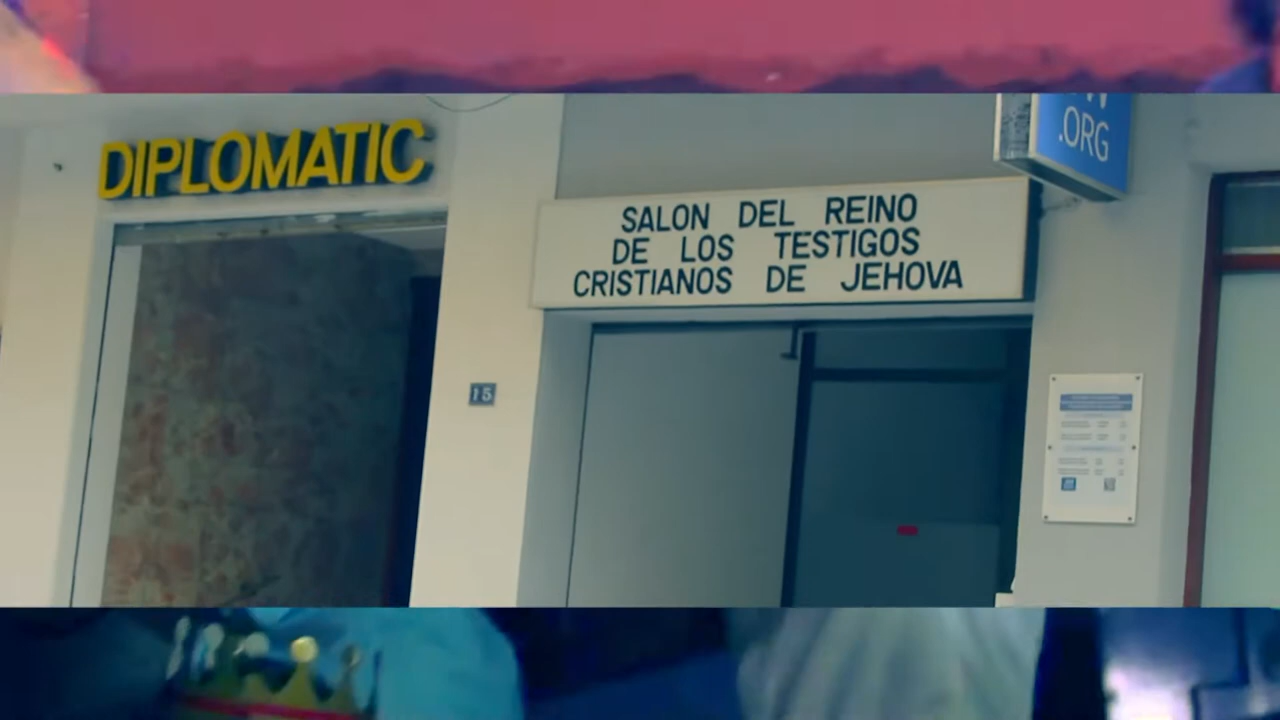 DIPLOMATIC
.ORG
SALON DEL REINO
DE LOS TESTIGOS
CRISTIANOS DE JEHOVA
15